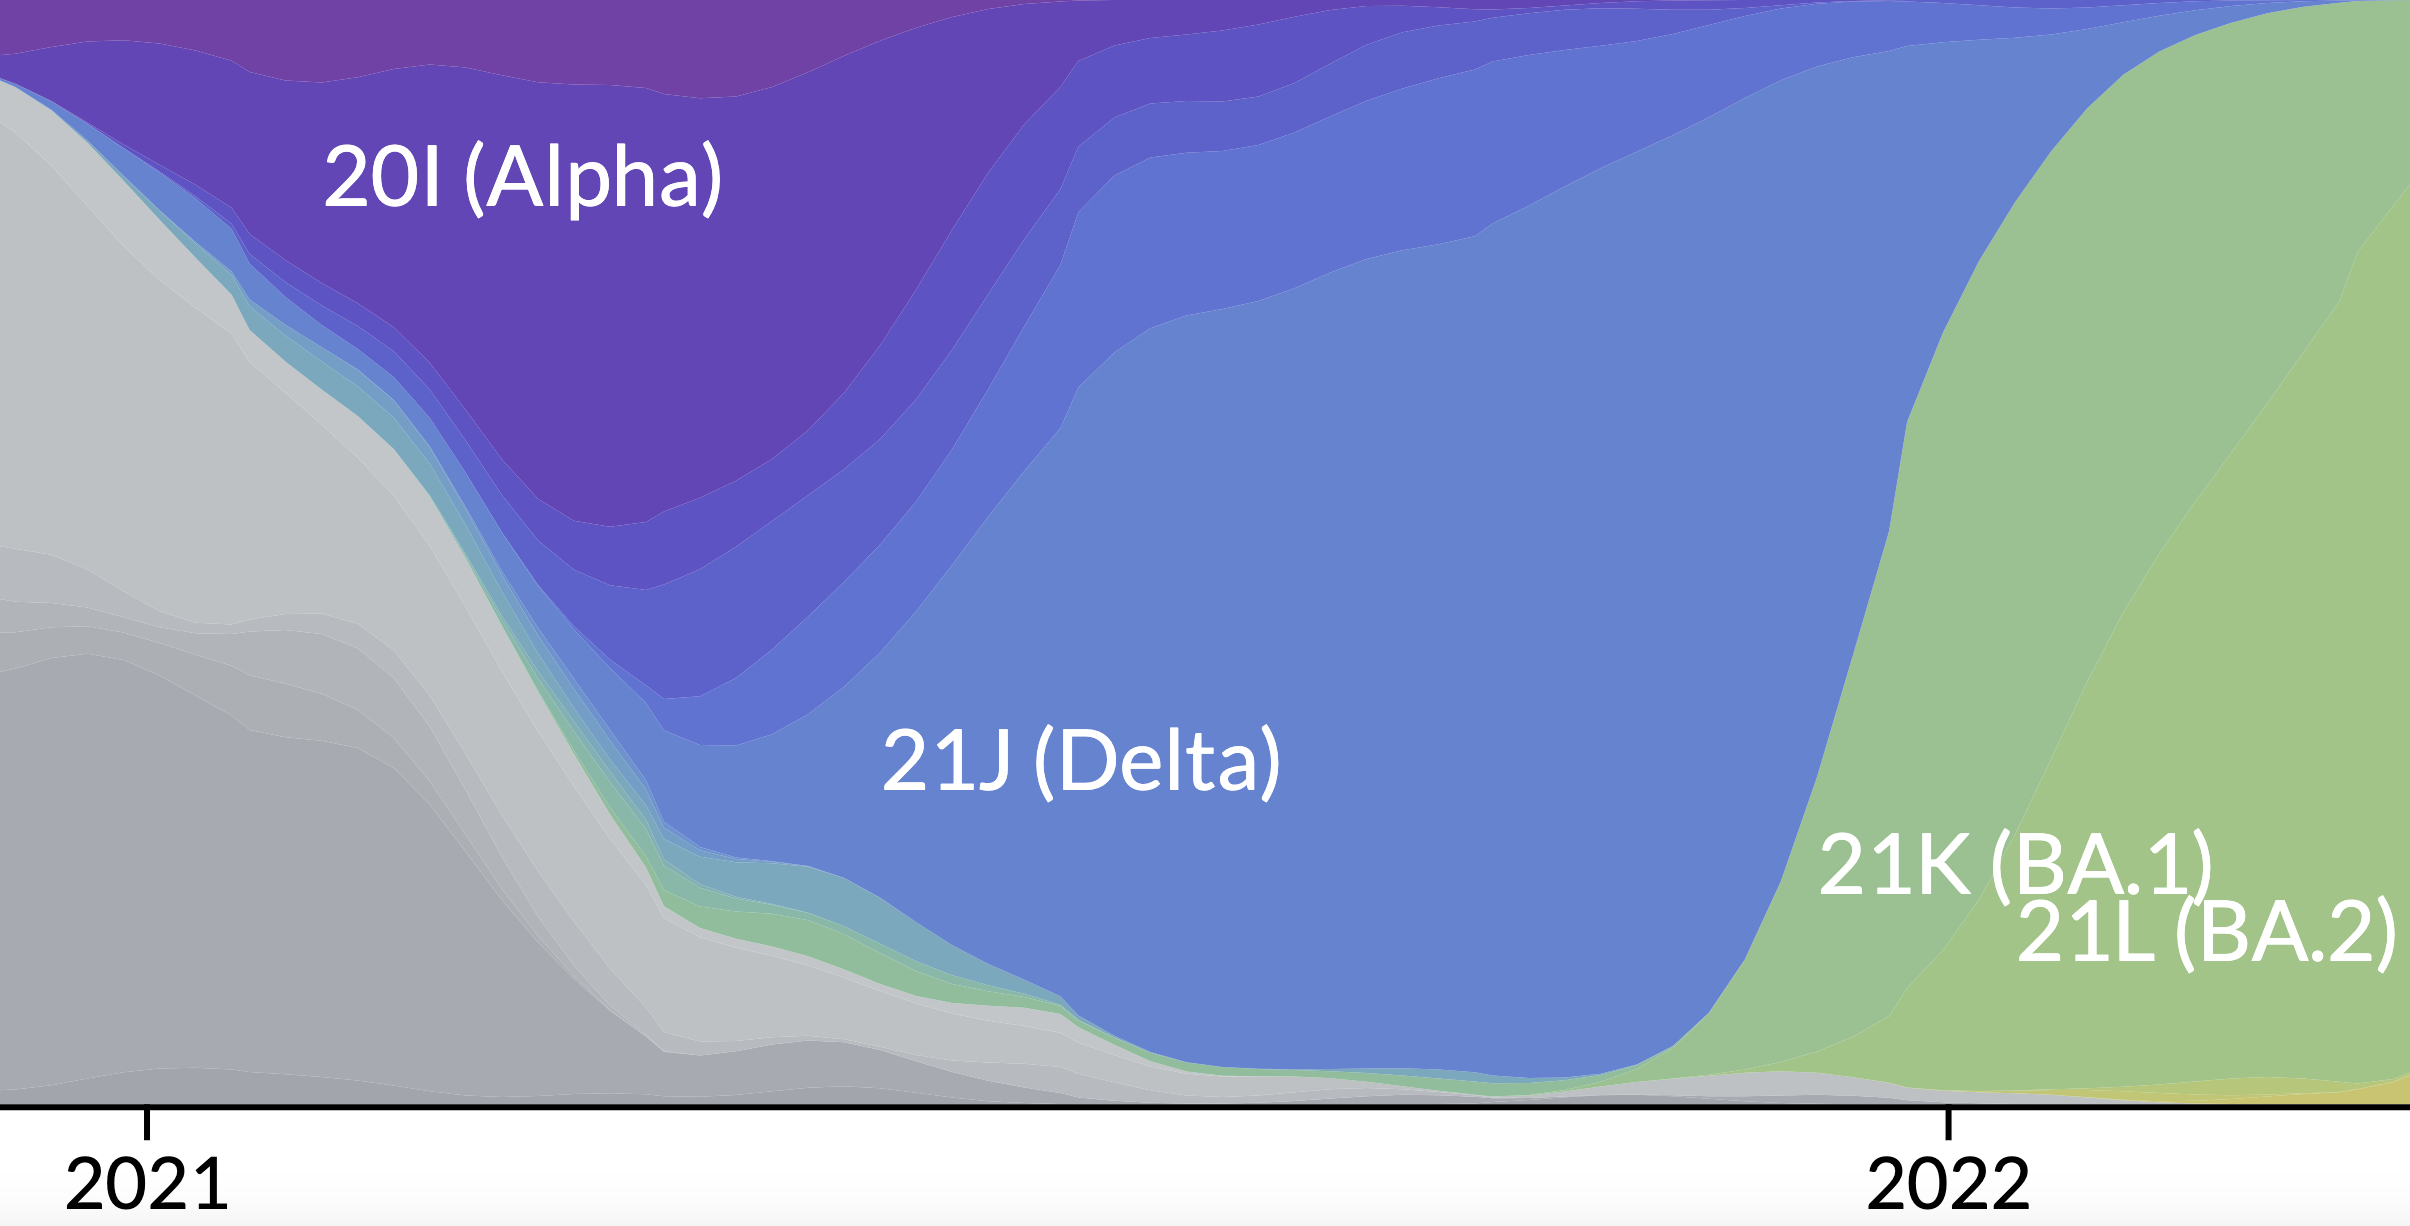 20I (Alpha)
21J (Delta)
21K (BA.1)
21L (BA.2)
2021
2022